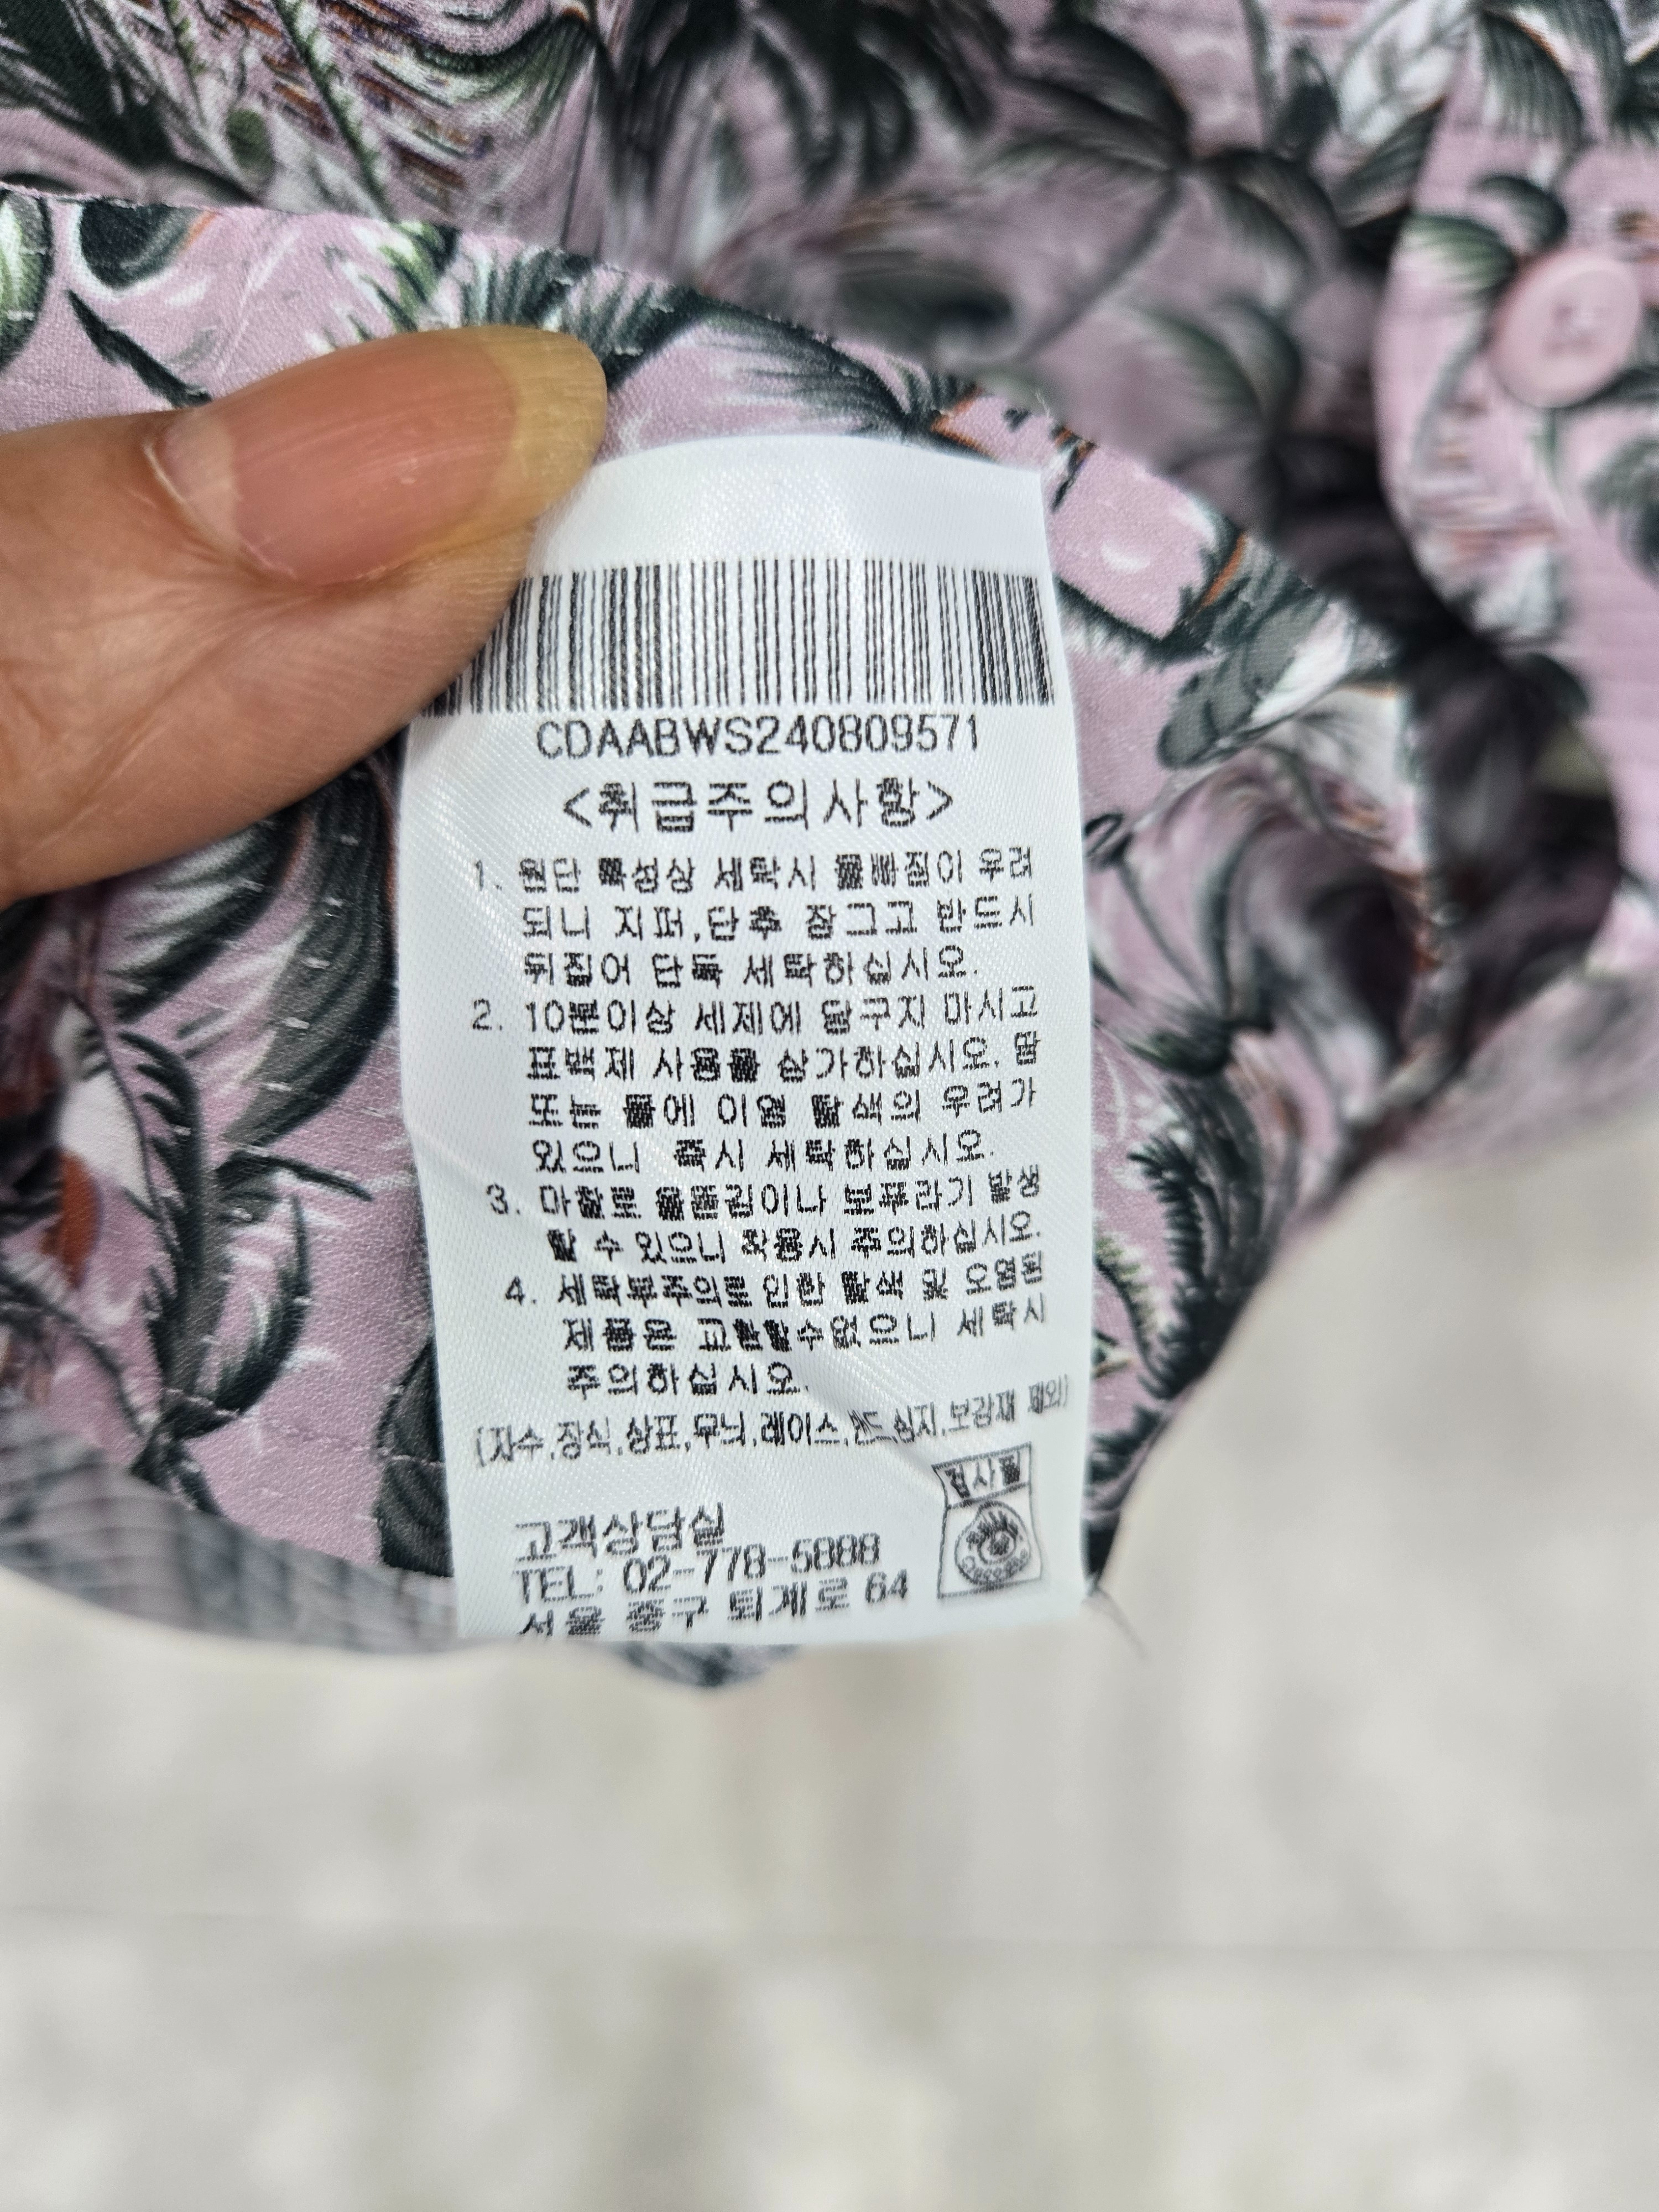 CDAABWS240809571
<취급주의사항>
1. 원단 특성상 세탁시 물빠짐이 우려
되니 지퍼,단추 잠그고 반드시
뒤집어 단독 세탁하십시오.
2. 10분이상 세제에 담구지 마시고
표백제 사용을 삼가하십시오. 땀
또는 물에 이염 탈색의 우려가
있으니 즉시 세탁하십시오.
3. 마찰로 올뜯김이나 보푸라기 발생
할 수 있으니 착용시 주의하십시오.
4. 세탁부주의로인한 탈색 및 오염된
제품은 교환할수없으니 세탁시
주의하십시오.
(자수,장식,상표,무늬,레이스,밴드심지,보강재 제외)
검사필
고객상담실
TEL: 02-778-5888
서울 중구 퇴계로 64